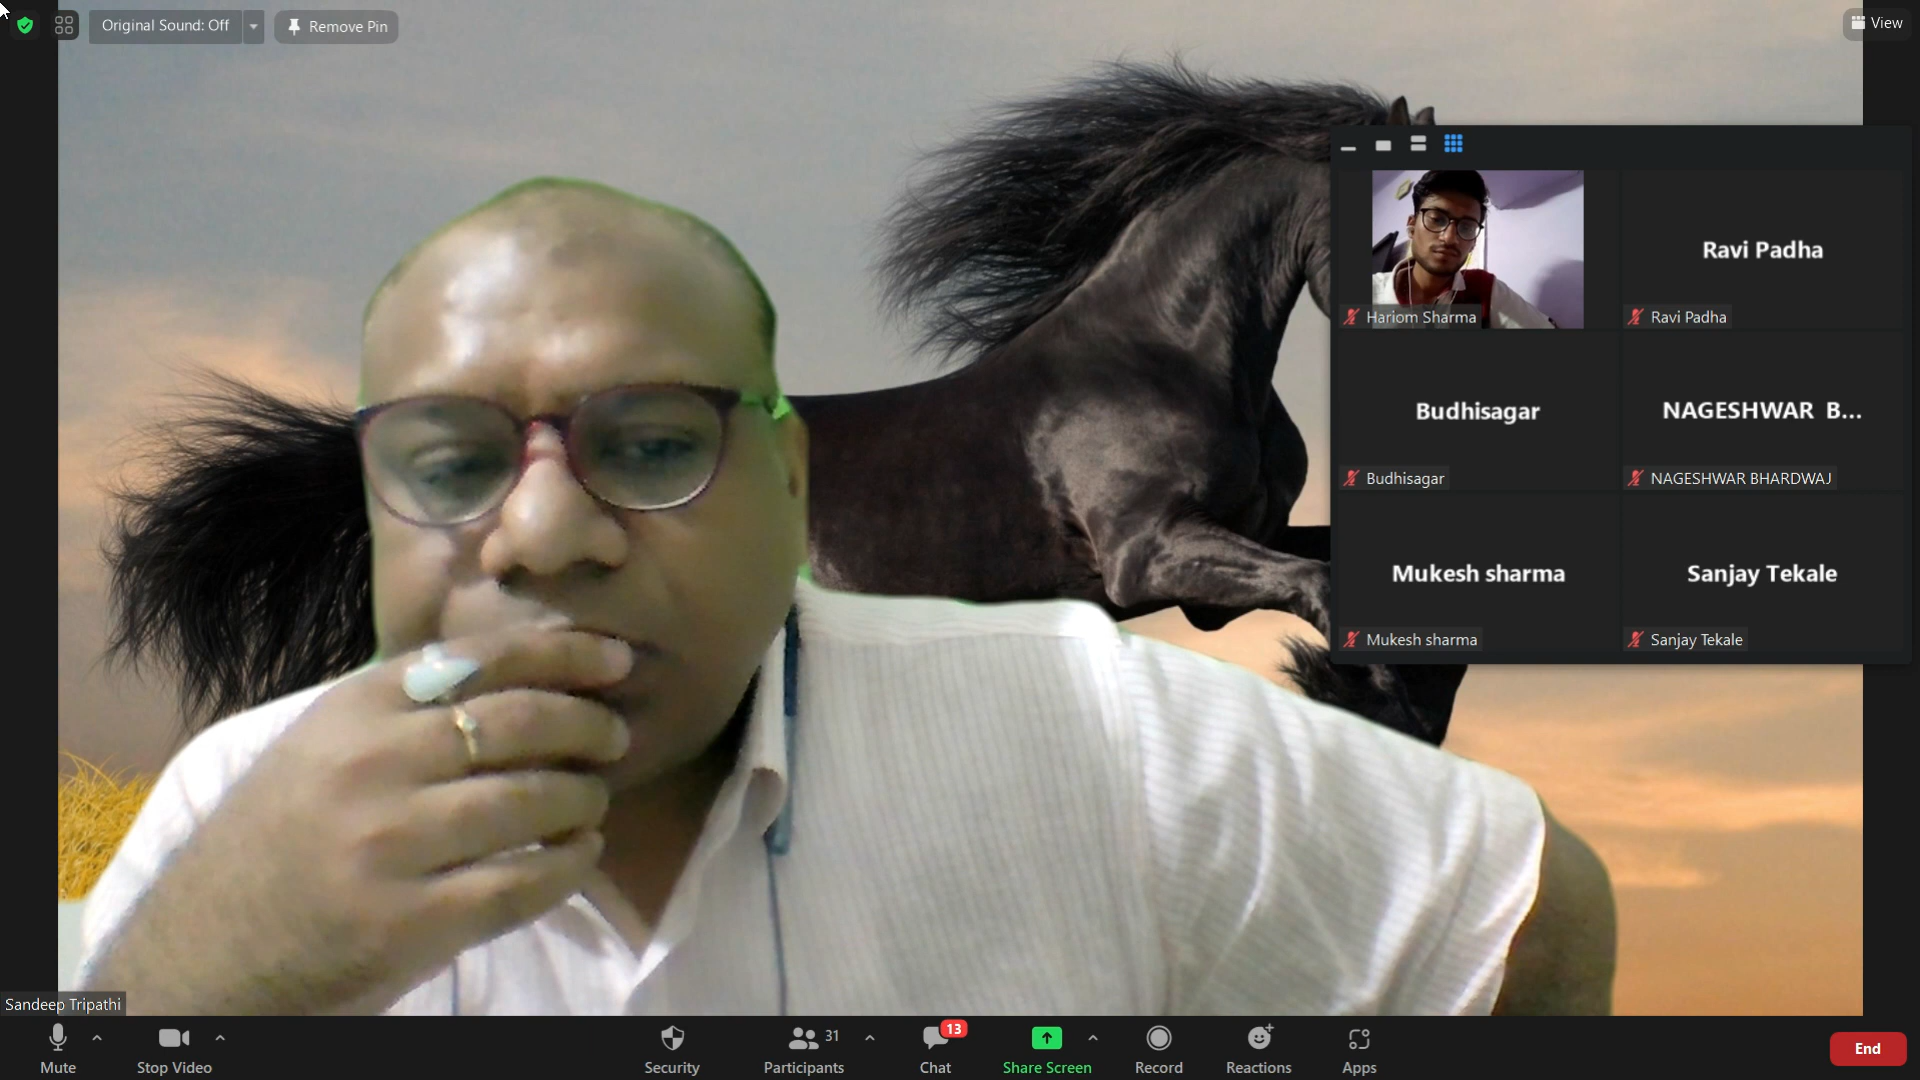 Original Sound: Off
Remove Pin
View
Ravi Padha
Hariom Sharma
Ravi Padha
Budhisagar
NAGESHWAR B...
Budhisagar
NAGESHWAR BHARDWAJ
Mukesh sharma
Sanjay Tekale
Mukesh sharma
Sanjay Tekale
Sandeep Tripathi
Mute
Stop Video
Security
31
Participants
13
Chat
Share Screen
Record
Reactions
Apps
End